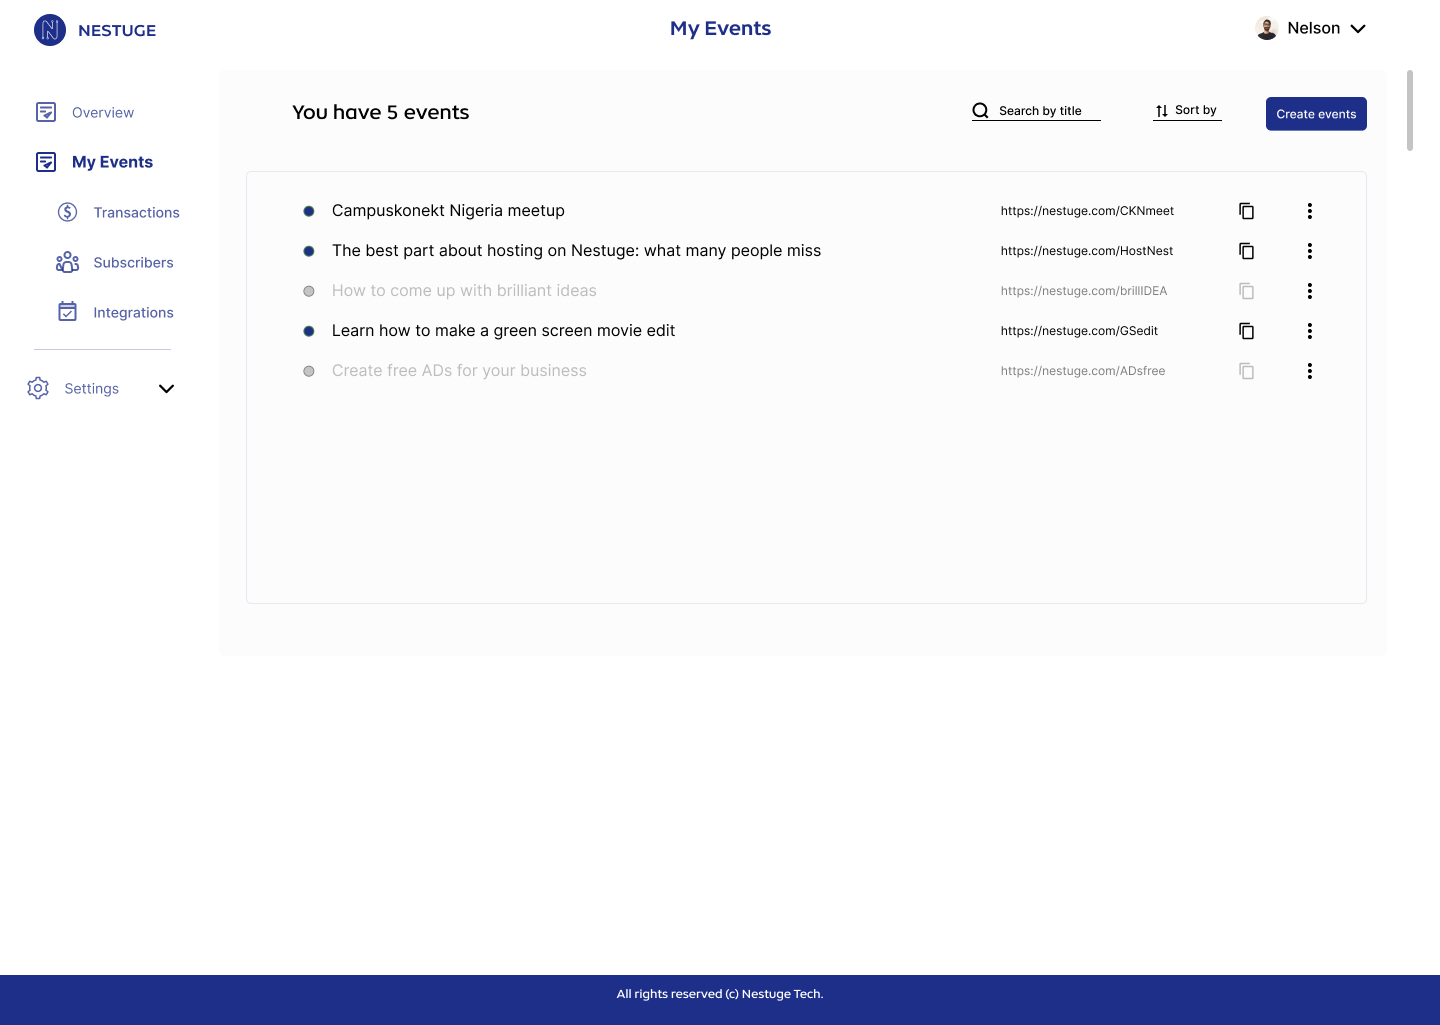 NESTUGE
My Events
Nelson
Overview
My Events
Transactions
Subscribers
Integrations
Settings
You have 5 events
Search by title
Sort by
Create events
Campuskonekt Nigeria meetup https://nestuge.com/CKNmeet
The best part about hosting on Nestuge: what many people miss https://nestuge.com/HostNest
How to come up with brilliant ideas https://nestuge.com/brillIDEA
Learn how to make a green screen movie edit https://nestuge.com/GSedit
Create free ADs for your business https://nestuge.com/ADsfree
All rights reserved (c) Nestuge Tech.